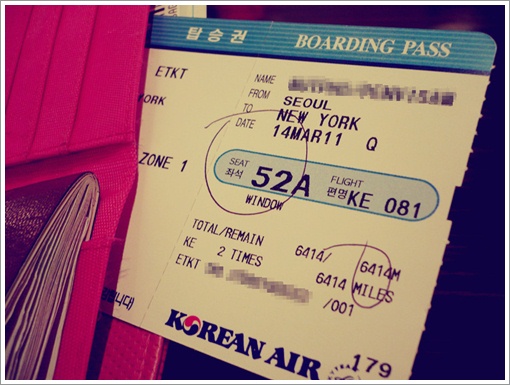 탑승권 BOARDING PASS
ETKT
ORK
ZONE 1
NAME
FROM SEOUL
TO NEW YORK
DATE 14MAR11 Q
SEAT 좌석 52A FLIGHT 편명 KE 081
WINDOW
TOTAL/REMAIN 6414/ 6414M
KE 2 TIMES 6414 MILES
ETKT /001
니다
KOREAN AIR
179